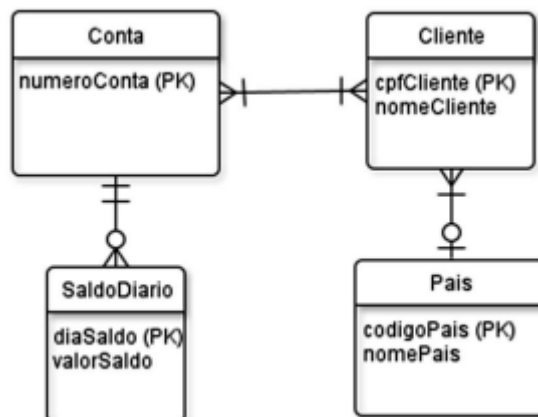 Conta
numeroConta (PK)
Cliente
cpfCliente (PK)
nomeCliente
SaldoDiario
diaSaldo (PK)
valorSaldo
Pais
codigoPais (PK)
nomePais